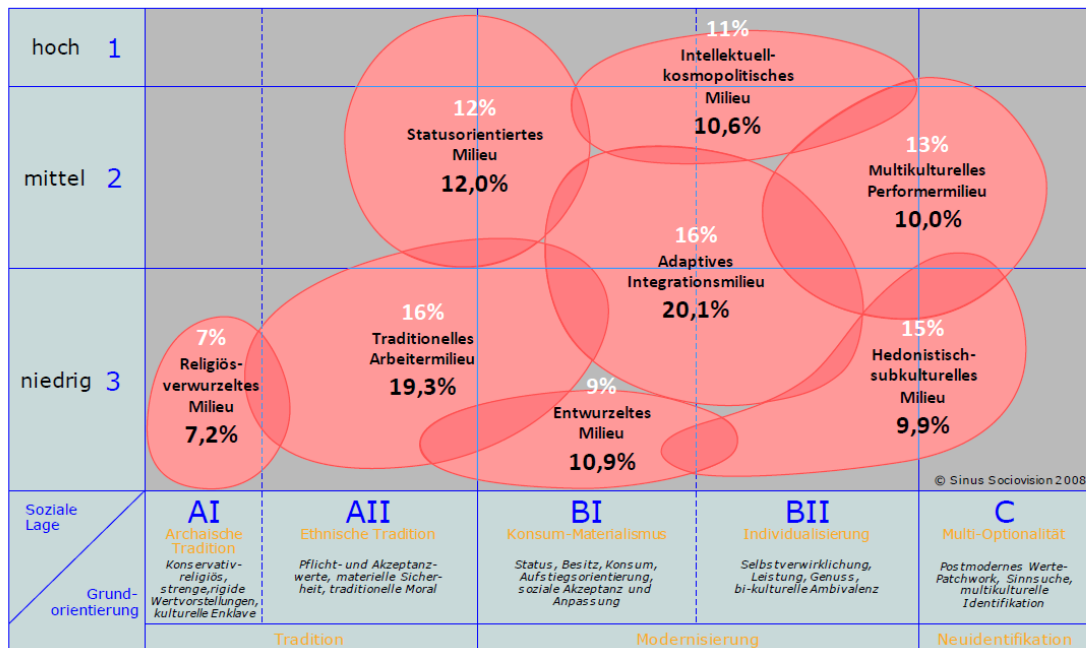 hoch 1
mittel 2
niedrig 3
11%
Intellektuell-
kosmopolitisches
Milieu
10,6%
12%
Statusorientiertes
Milieu
12,0%
13%
Multikulturelles
Performermilieu
10,0%
16%
Adaptives
Integrationsmilieu
20,1%
7%
Religiös-
verwurzeltes
Milieu
7,2%
16%
Traditionelles
Arbeitermilieu
19,3%
9%
Entwurzeltes
Milieu
10,9%
15%
Hedonistisch-
subkulturelles
Milieu
9,9%
© Sinus Sociovision 2008
Soziale
Lage
Grund-
orientierung
AI
Archaische
Tradition
Konservativ-
religiös,
strenge,rigide
Wertvorstellungen,
kulturelle Enklave
AII
Ethnische Tradition
Pflicht- und Akzeptanz-
werte, materielle Sicher-
heit, traditionelle Moral
BI
Konsum-Materialismus
Status, Besitz, Konsum,
Aufstiegsorientierung,
soziale Akzeptanz und
Anpassung
BII
Individualisierung
Selbstverwirklichung,
Leistung, Genuss,
bi-kulturelle Ambivalenz
C
Multi-Optionalität
Postmodernes Werte-
Patchwork, Sinnsuche,
multikulturelle
Identifikation
Tradition
Modernisierung
Neuidentifikation